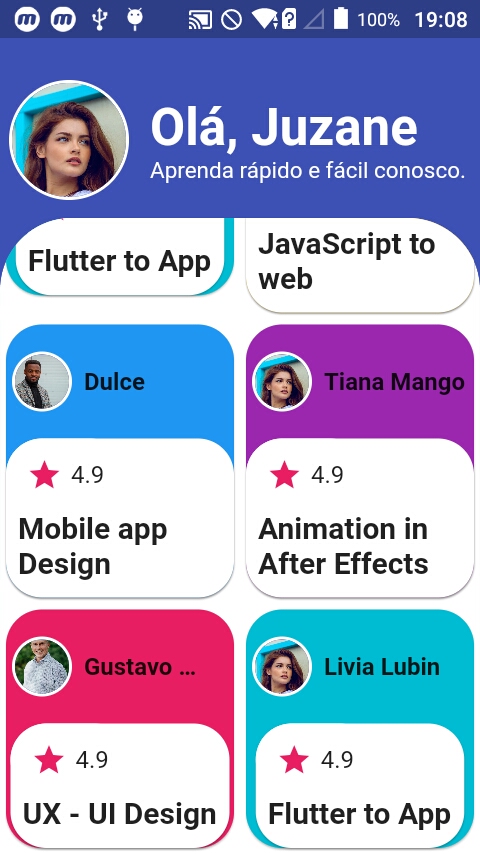 100% 19:08
Olá, Juzane
Aprenda rápido e fácil conosco.
Flutter to App
JavaScript to
web
Dulce
4.9
Mobile app
Design
Tiana Mango
4.9
Animation in
After Effects
Gustavo ...
4.9
UX - UI Design
Livia Lubin
4.9
Flutter to App